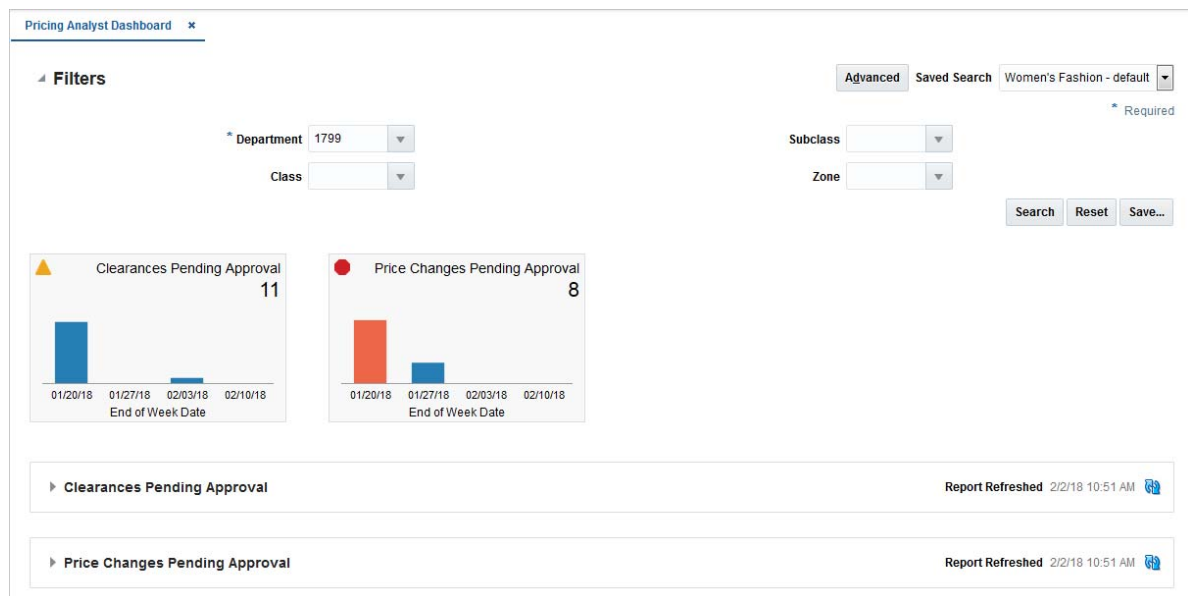 Pricing Analyst Dashboard ×
Filters
Advanced Saved Search Women's Fashion - default
* Required
* Department 1799
Subclass
Class
Zone
Search Reset Save...
Clearances Pending Approval
11
01/20/18 01/27/18 02/03/18 02/10/18
End of Week Date
Price Changes Pending Approval
8
01/20/18 01/27/18 02/03/18 02/10/18
End of Week Date
Clearances Pending Approval Report Refreshed 2/2/18 10:51 AM
Price Changes Pending Approval Report Refreshed 2/2/18 10:51 AM